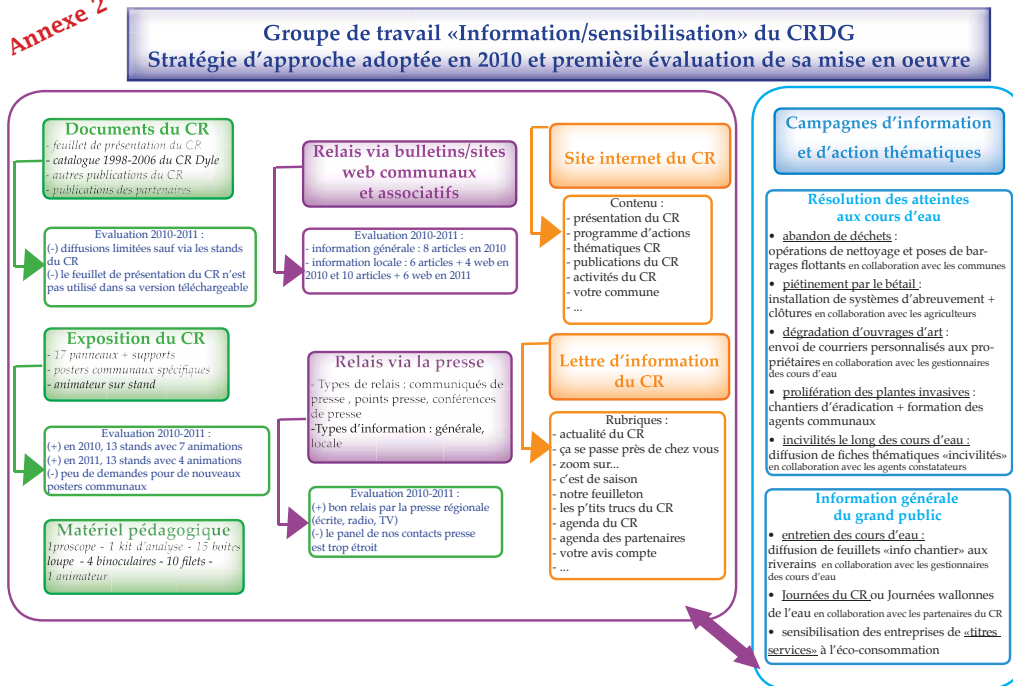 Annexe 2
Groupe de travail «Information/sensibilisation» du CRDG
Stratégie d'approche adoptée en 2010 et première évaluation de sa mise en oeuvre
Documents du CR
- feuillet de présentation du CR
- catalogue 1998-2006 du CR Dyle
- autres publications du CR
- publications des partenaires
Evaluation 2010-2011 :
(-) diffusions limitées sauf via les stands
du CR
(-) le feuillet de présentation du CR n'est
pas utilisé dans sa version téléchargeable
Exposition du CR
- 17 panneaux + supports
- posters communaux spécifiques
- animateur sur stand
Evaluation 2010-2011 :
(+) en 2010, 13 stands avec 7 animations
(+) en 2011, 13 stands avec 4 animations
(-) peu de demandes pour de nouveaux
posters communaux
Matériel pédagogique
1proscope - 1 kit d'analyse - 15 boîtes
loupe - 4 binoculaires - 10 filets -
1 animateur
Relais via bulletins/sites
web communaux
et associatifs
Evaluation 2010-2011 :
- information générale : 8 articles en 2010
- information locale : 6 articles + 4 web en
2010 et 10 articles + 6 web en 2011
Relais via la presse
- Types de relais : communiqués de
presse , points presse, conférences
de presse
-Types d'information : générale,
locale
Evaluation 2010-2011 :
(+) bon relais par la presse régionale
(écrite, radio, TV)
(-) le panel de nos contacts presse
est trop étroit
Site internet du CR
Contenu :
- présentation du CR
- programme d'actions
- thématiques CR
- publications du CR
- activités du CR
- votre commune
- ...
Lettre d'information
du CR
Rubriques :
- actualité du CR
- ça se passe près de chez vous
- zoom sur...
- c'est de saison
- notre feuilleton
- les p'tits trucs du CR
- agenda du CR
- agenda des partenaires
- votre avis compte
- ...
Campagnes d'information
et d'action thématiques
Résolution des atteintes
aux cours d'eau
• abandon de déchets :
opérations de nettoyage et poses de bar-
rages flottants en collaboration avec les communes
• piétinement par le bétail :
installation de systèmes d'abreuvement +
clôtures en collaboration avec les agriculteurs
• dégradation d'ouvrages d'art :
envoi de courriers personnalisés aux pro-
priétaires en collaboration avec les gestionnaires
des cours d'eau
• prolifération des plantes invasives :
chantiers d'éradication + formation des
agents communaux
• incivilités le long des cours d'eau :
diffusion de fiches thématiques «incivilités»
en collaboration avec les agents constatateurs
Information générale
du grand public
• entretien des cours d'eau :
diffusion de feuillets «info chantier» aux
riverains en collaboration avec les gestionnaires
des cours d'eau
• Journées du CR ou Journées wallonnes
de l'eau en collaboration avec les partenaires du CR
• sensibilisation des entreprises de «titres
services» à l'éco-consommation